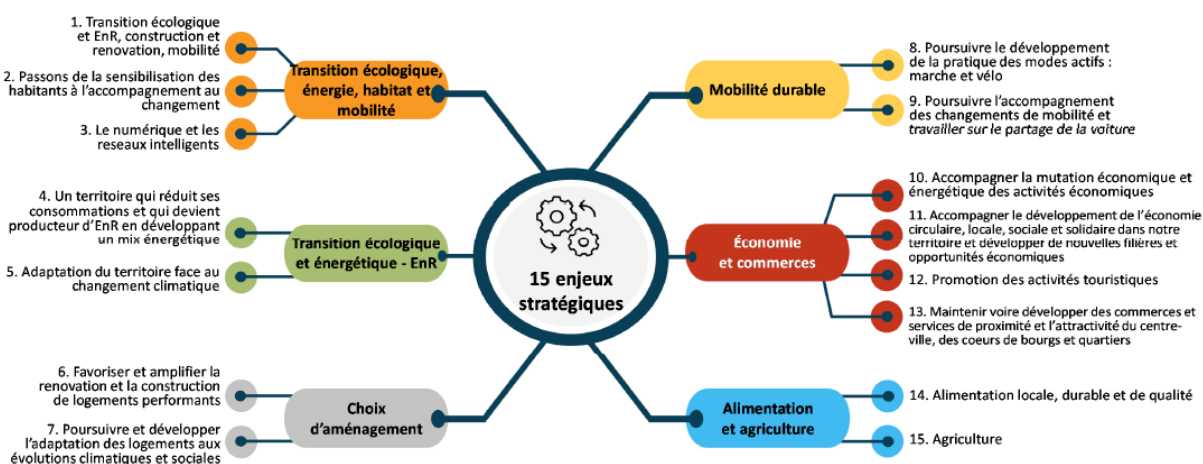 1. Transition écologique
et EnR, construction et
renovation, mobilité
2. Passons de la sensibilisation des
habitants à l'accompagnement au
changement
3. Le numérique et les
reseaux intelligents
Transition écologique,
énergie, habitat et
mobilité
4. Un territoire qui réduit ses
consommations et qui devient
producteur d'EnR en développant
un mix énergétique
5. Adaptation du territoire face au
changement climatique
Transition écologique
et énergétique - EnR
6. Favoriser et amplifier la
renovation et la construction
de logements performants
7. Poursuivre et développer
l'adaptation des logements aux
évolutions climatiques et sociales
Choix
d'aménagement
15 enjeux
stratégiques
Mobilité durable
8. Poursuivre le développement
de la pratique des modes actifs :
marche et vélo
9. Poursuivre l'accompagnement
des changements de mobilité et
travailler sur le partage de la voiture
Économie
et commerces
10. Accompagner la mutation économique et
énergétique des activités économiques
11. Accompagner le développement de l'économie
circulaire, locale, sociale et solidaire dans notre
territoire et développer de nouvelles filières et
opportunités économiques
12. Promotion des activités touristiques
13. Maintenir voire développer des commerces et
services de proximité et l'attractivité du centre-
ville, des coeurs de bourgs et quartiers
Alimentation
et agriculture
14. Alimentation locale, durable et de qualité
15. Agriculture